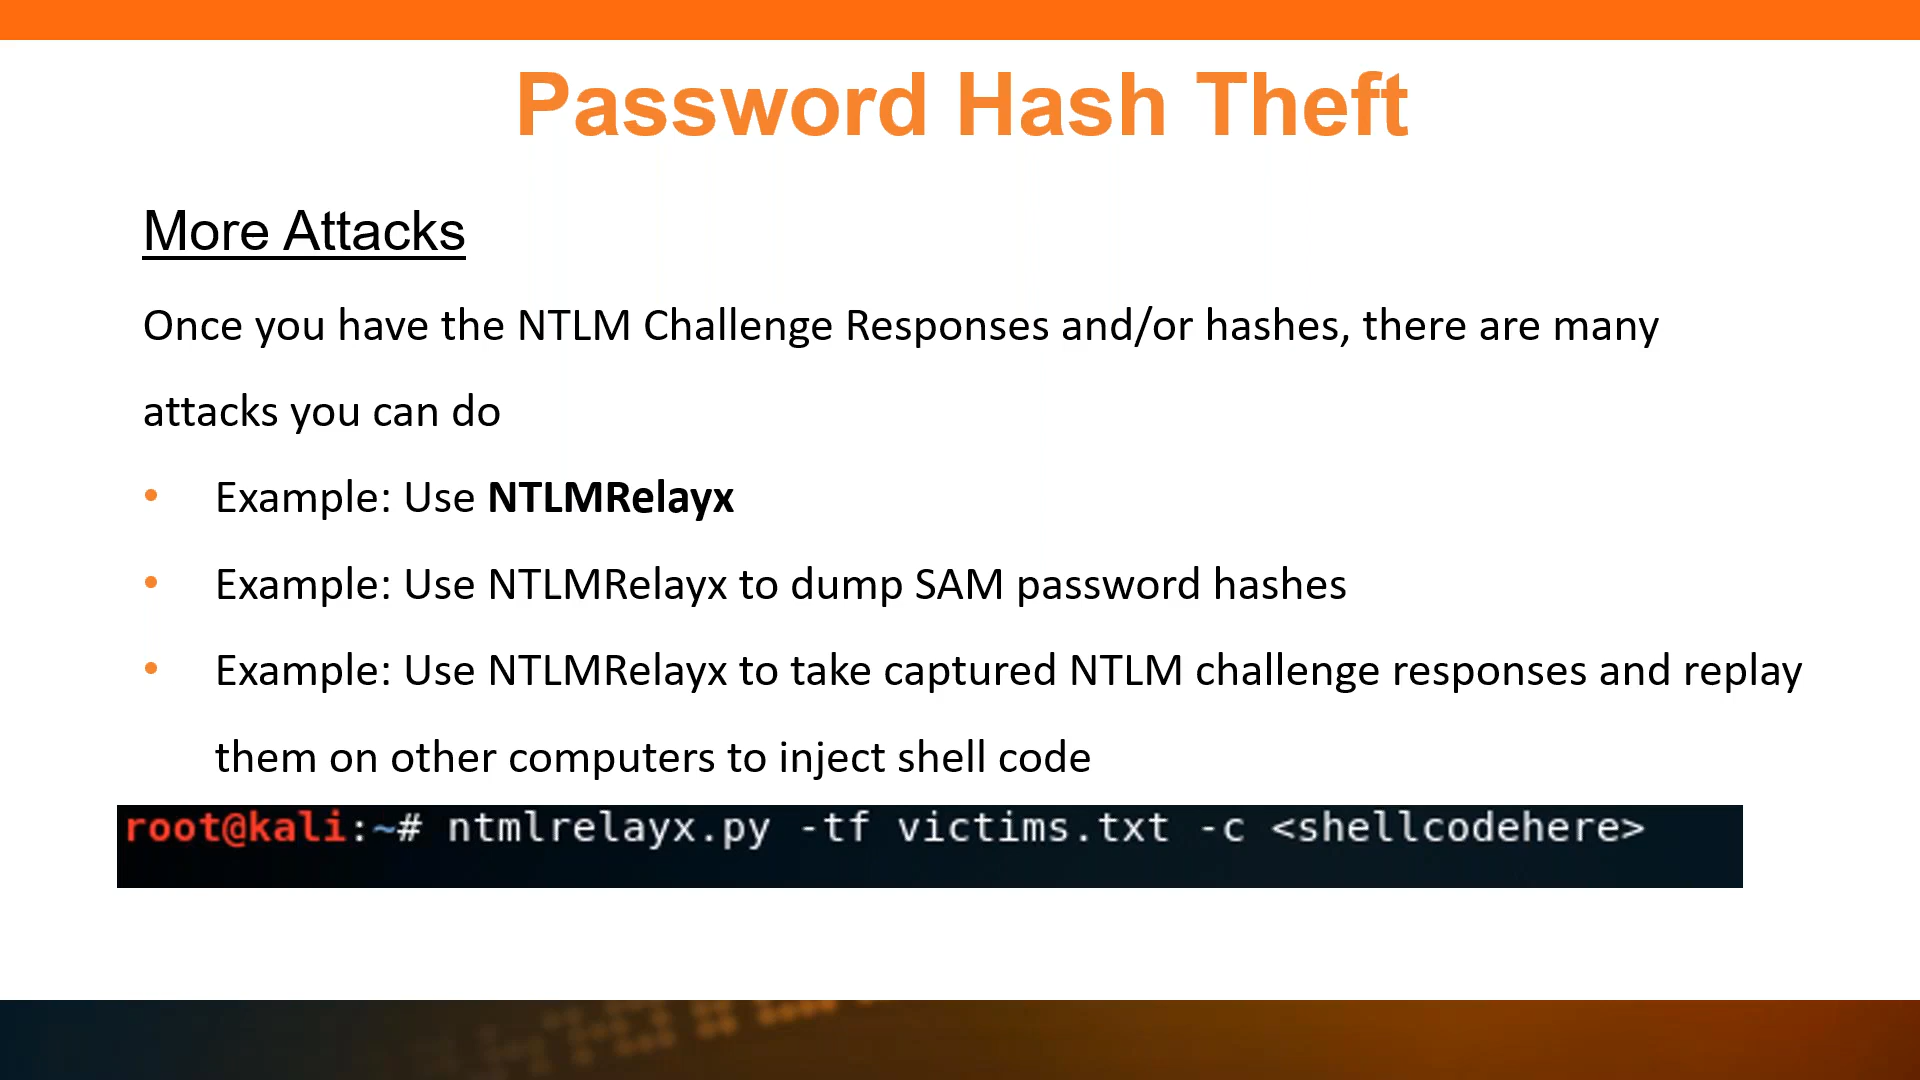 Password Hash Theft
More Attacks
Once you have the NTLM Challenge Responses and/or hashes, there are many
attacks you can do
• Example: Use NTLMRelayx
• Example: Use NTLMRelayx to dump SAM password hashes
• Example: Use NTLMRelayx to take captured NTLM challenge responses and replay
them on other computers to inject shell code
root@kali:~# ntmlrelayx.py -tf victims.txt -c <shellcodehere>